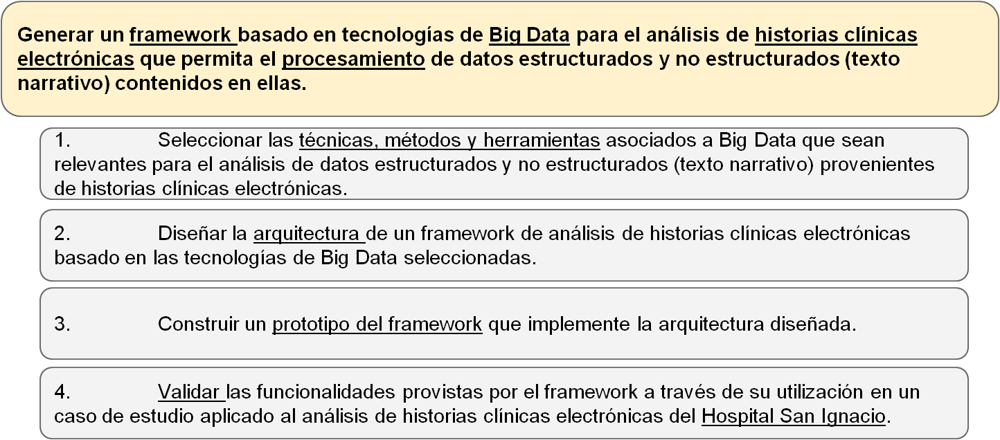 Generar un framework basado en tecnologías de Big Data para el análisis de historias clínicas
electrónicas que permita el procesamiento de datos estructurados y no estructurados (texto
narrativo) contenidos en ellas.
1. Seleccionar las técnicas, métodos y herramientas asociados a Big Data que sean
relevantes para el análisis de datos estructurados y no estructurados (texto narrativo) provenientes
de historias clínicas electrónicas.
2. Diseñar la arquitectura de un framework de análisis de historias clínicas electrónicas
basado en las tecnologías de Big Data seleccionadas.
3. Construir un prototipo del framework que implemente la arquitectura diseñada.
4. Validar las funcionalidades provistas por el framework a través de su utilización en un
caso de estudio aplicado al análisis de historias clínicas electrónicas del Hospital San Ignacio.